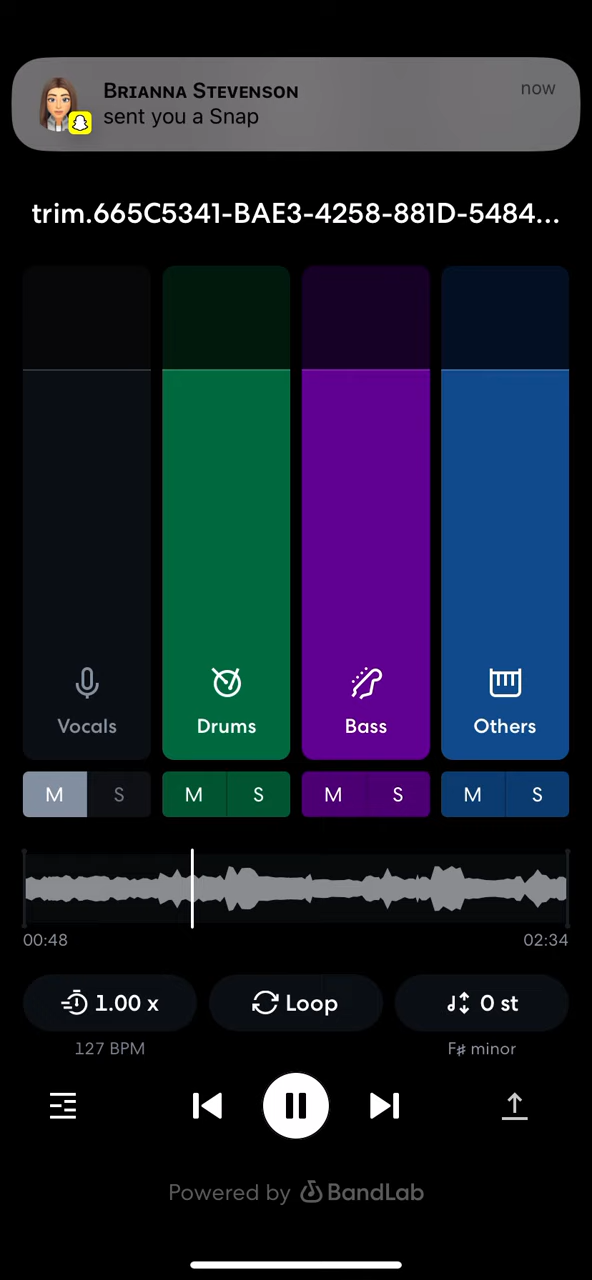 BRIANNA STEVENSON
now
sent you a Snap
trim.665C5341-BAE3-4258-881D-5484...
Vocals
Drums
Bass
Others
M S M S M S M S
00:48
02:34
1.00 x
Loop
0 st
127 BPM
F♯ minor
Powered by BandLab